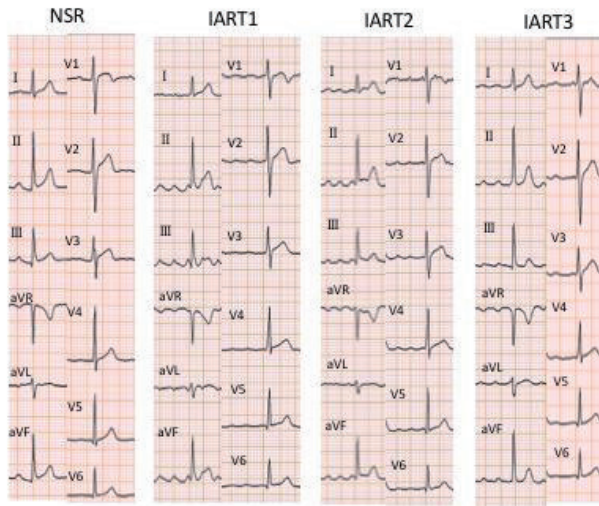 NSR IART1 IART2 IART3
I V1
II V2
III V3
aVR V4
aVL V5
aVF V6
I V1
II V2
III V3
aVR V4
aVL V5
aVF V6
I V1
II V2
III V3
aVR V4
aVL V5
aVF V6
I V1
II V2
III V3
aVR V4
aVL V5
aVF V6